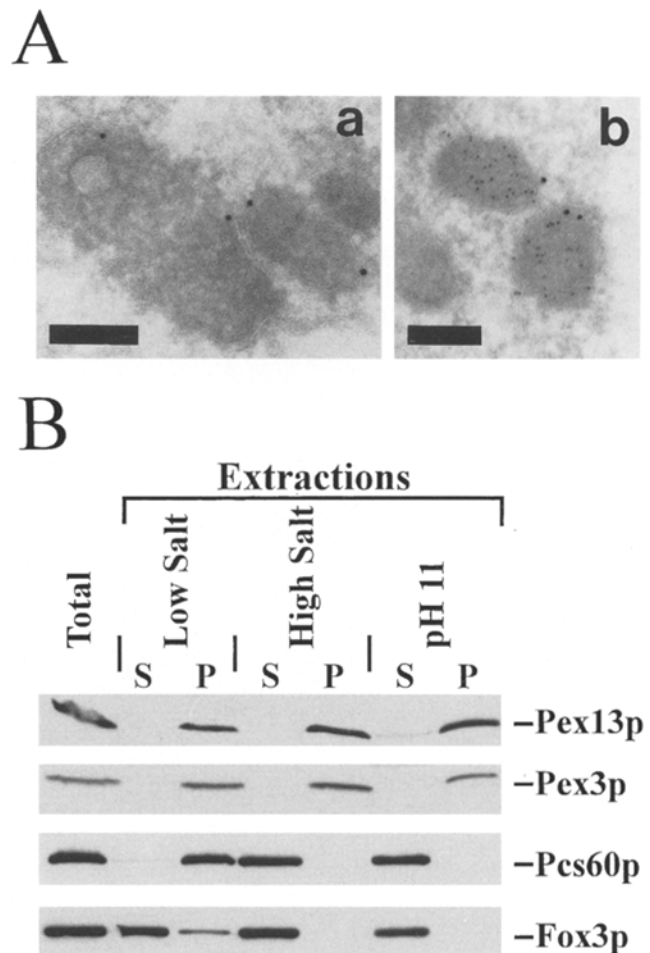 A
a
b
B
Extractions
Total
Low Salt
High Salt
pH 11
S P S P S P
–Pex13p
–Pex3p
–Pcs60p
–Fox3p